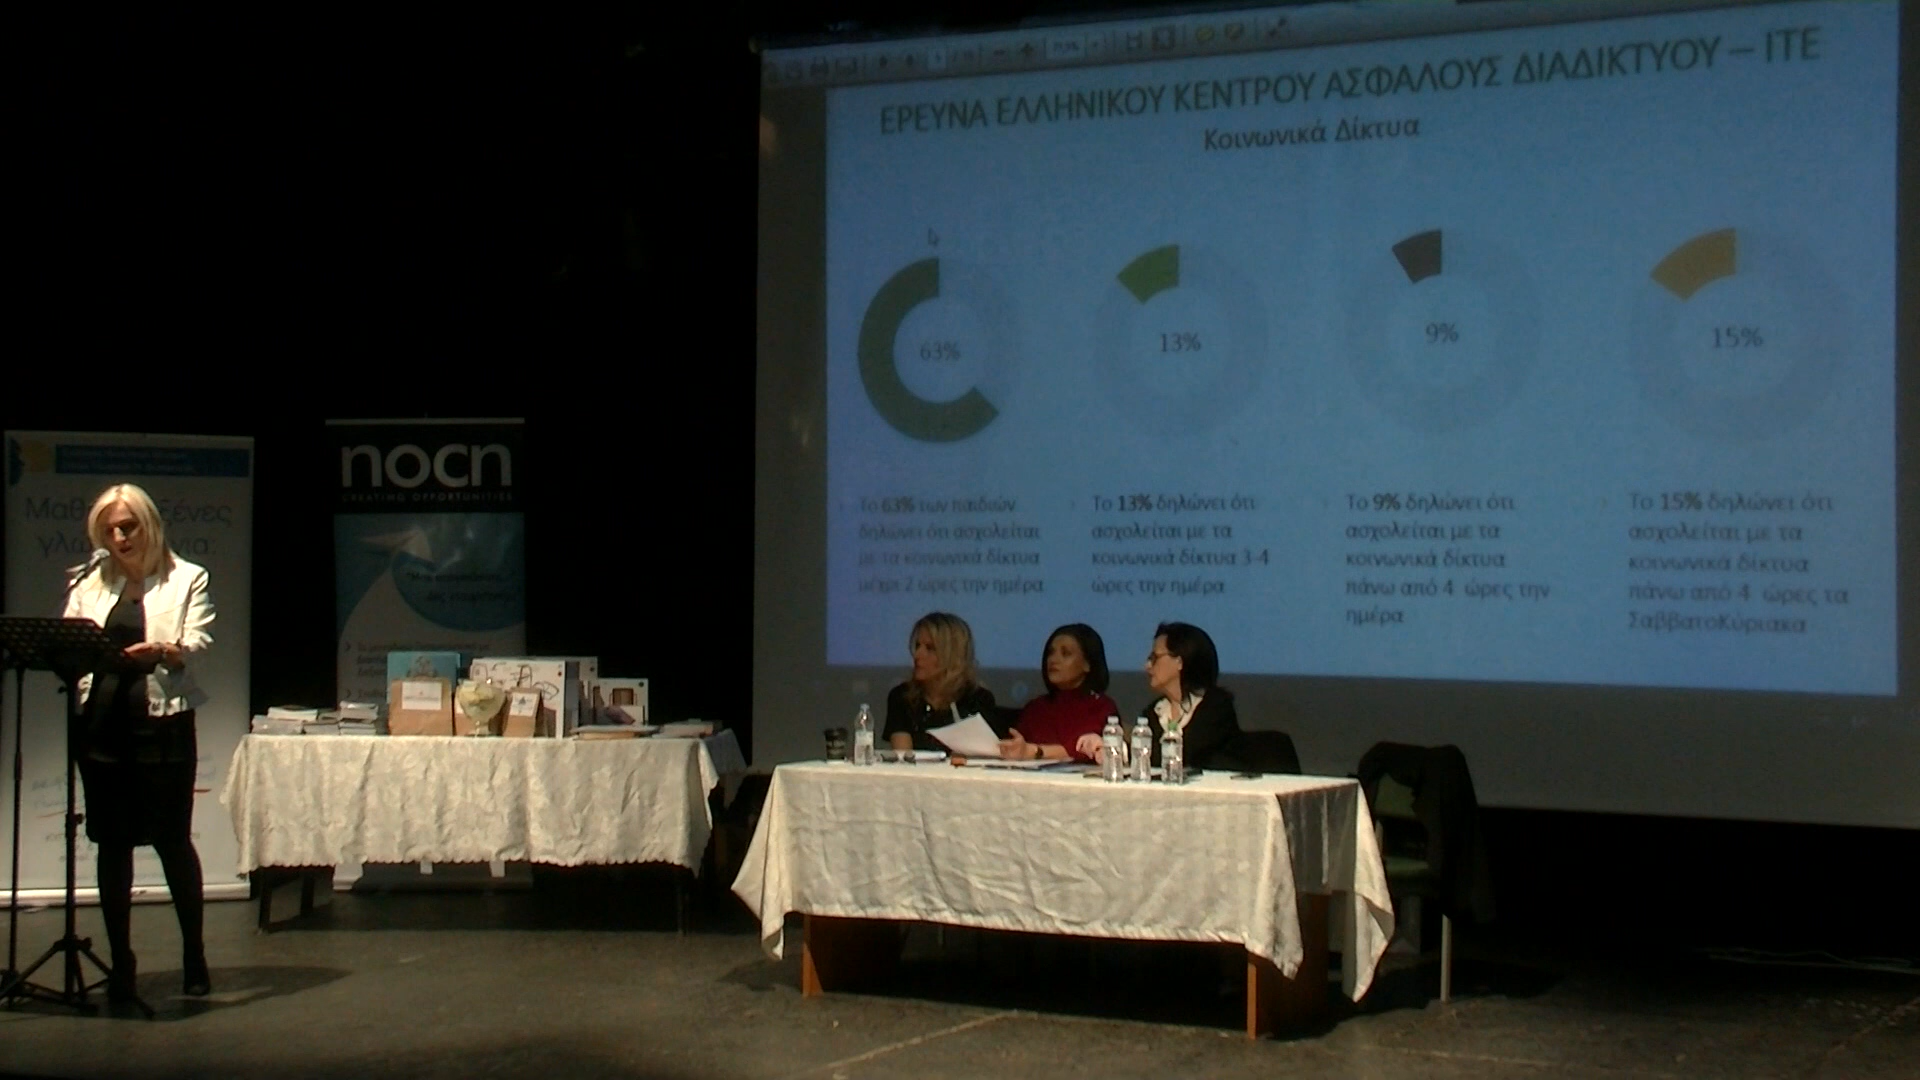 ΕΡΕΥΝΑ ΕΛΛΗΝΙΚΟΥ ΚΕΝΤΡΟΥ ΑΣΦΑΛΟΥΣ ΔΙΑΔΙΚΤΥΟΥ – ΙΤΕ
Κοινωνικά Δίκτυα
63%
13%
9%
15%
Το 63% των παιδιών
δηλώνει ότι ασχολείται
με τα κοινωνικά δίκτυα
μέχρι 2 ώρες την ημέρα
Το 13% δηλώνει ότι
ασχολείται με τα
κοινωνικά δίκτυα 3-4
ώρες την ημέρα
Το 9% δηλώνει ότι
ασχολείται με τα
κοινωνικά δίκτυα
πάνω από 4 ώρες την
ημέρα
Το 15% δηλώνει ότι
ασχολείται με τα
κοινωνικά δίκτυα
πάνω από 4 ώρες τα
ΣαββατοΚύριακα
nocn
CREATING OPPORTUNITIES